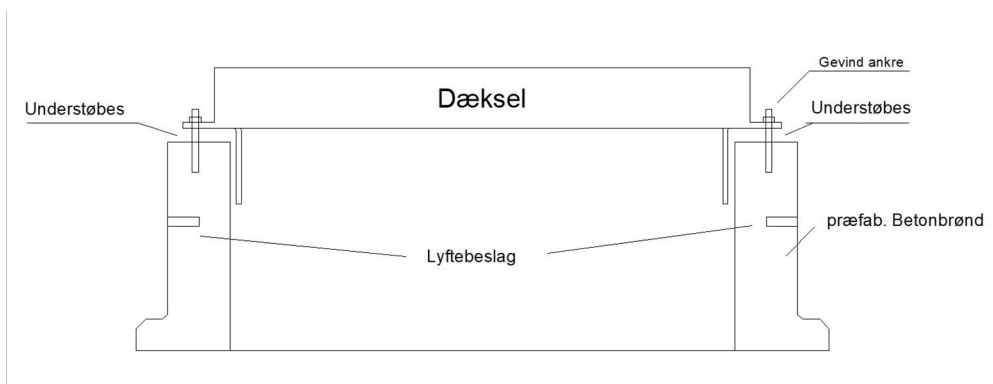 Gevind ankre
Dæksel
Understøbes
Understøbes
præfab. Betonbrønd
Lyftebeslag